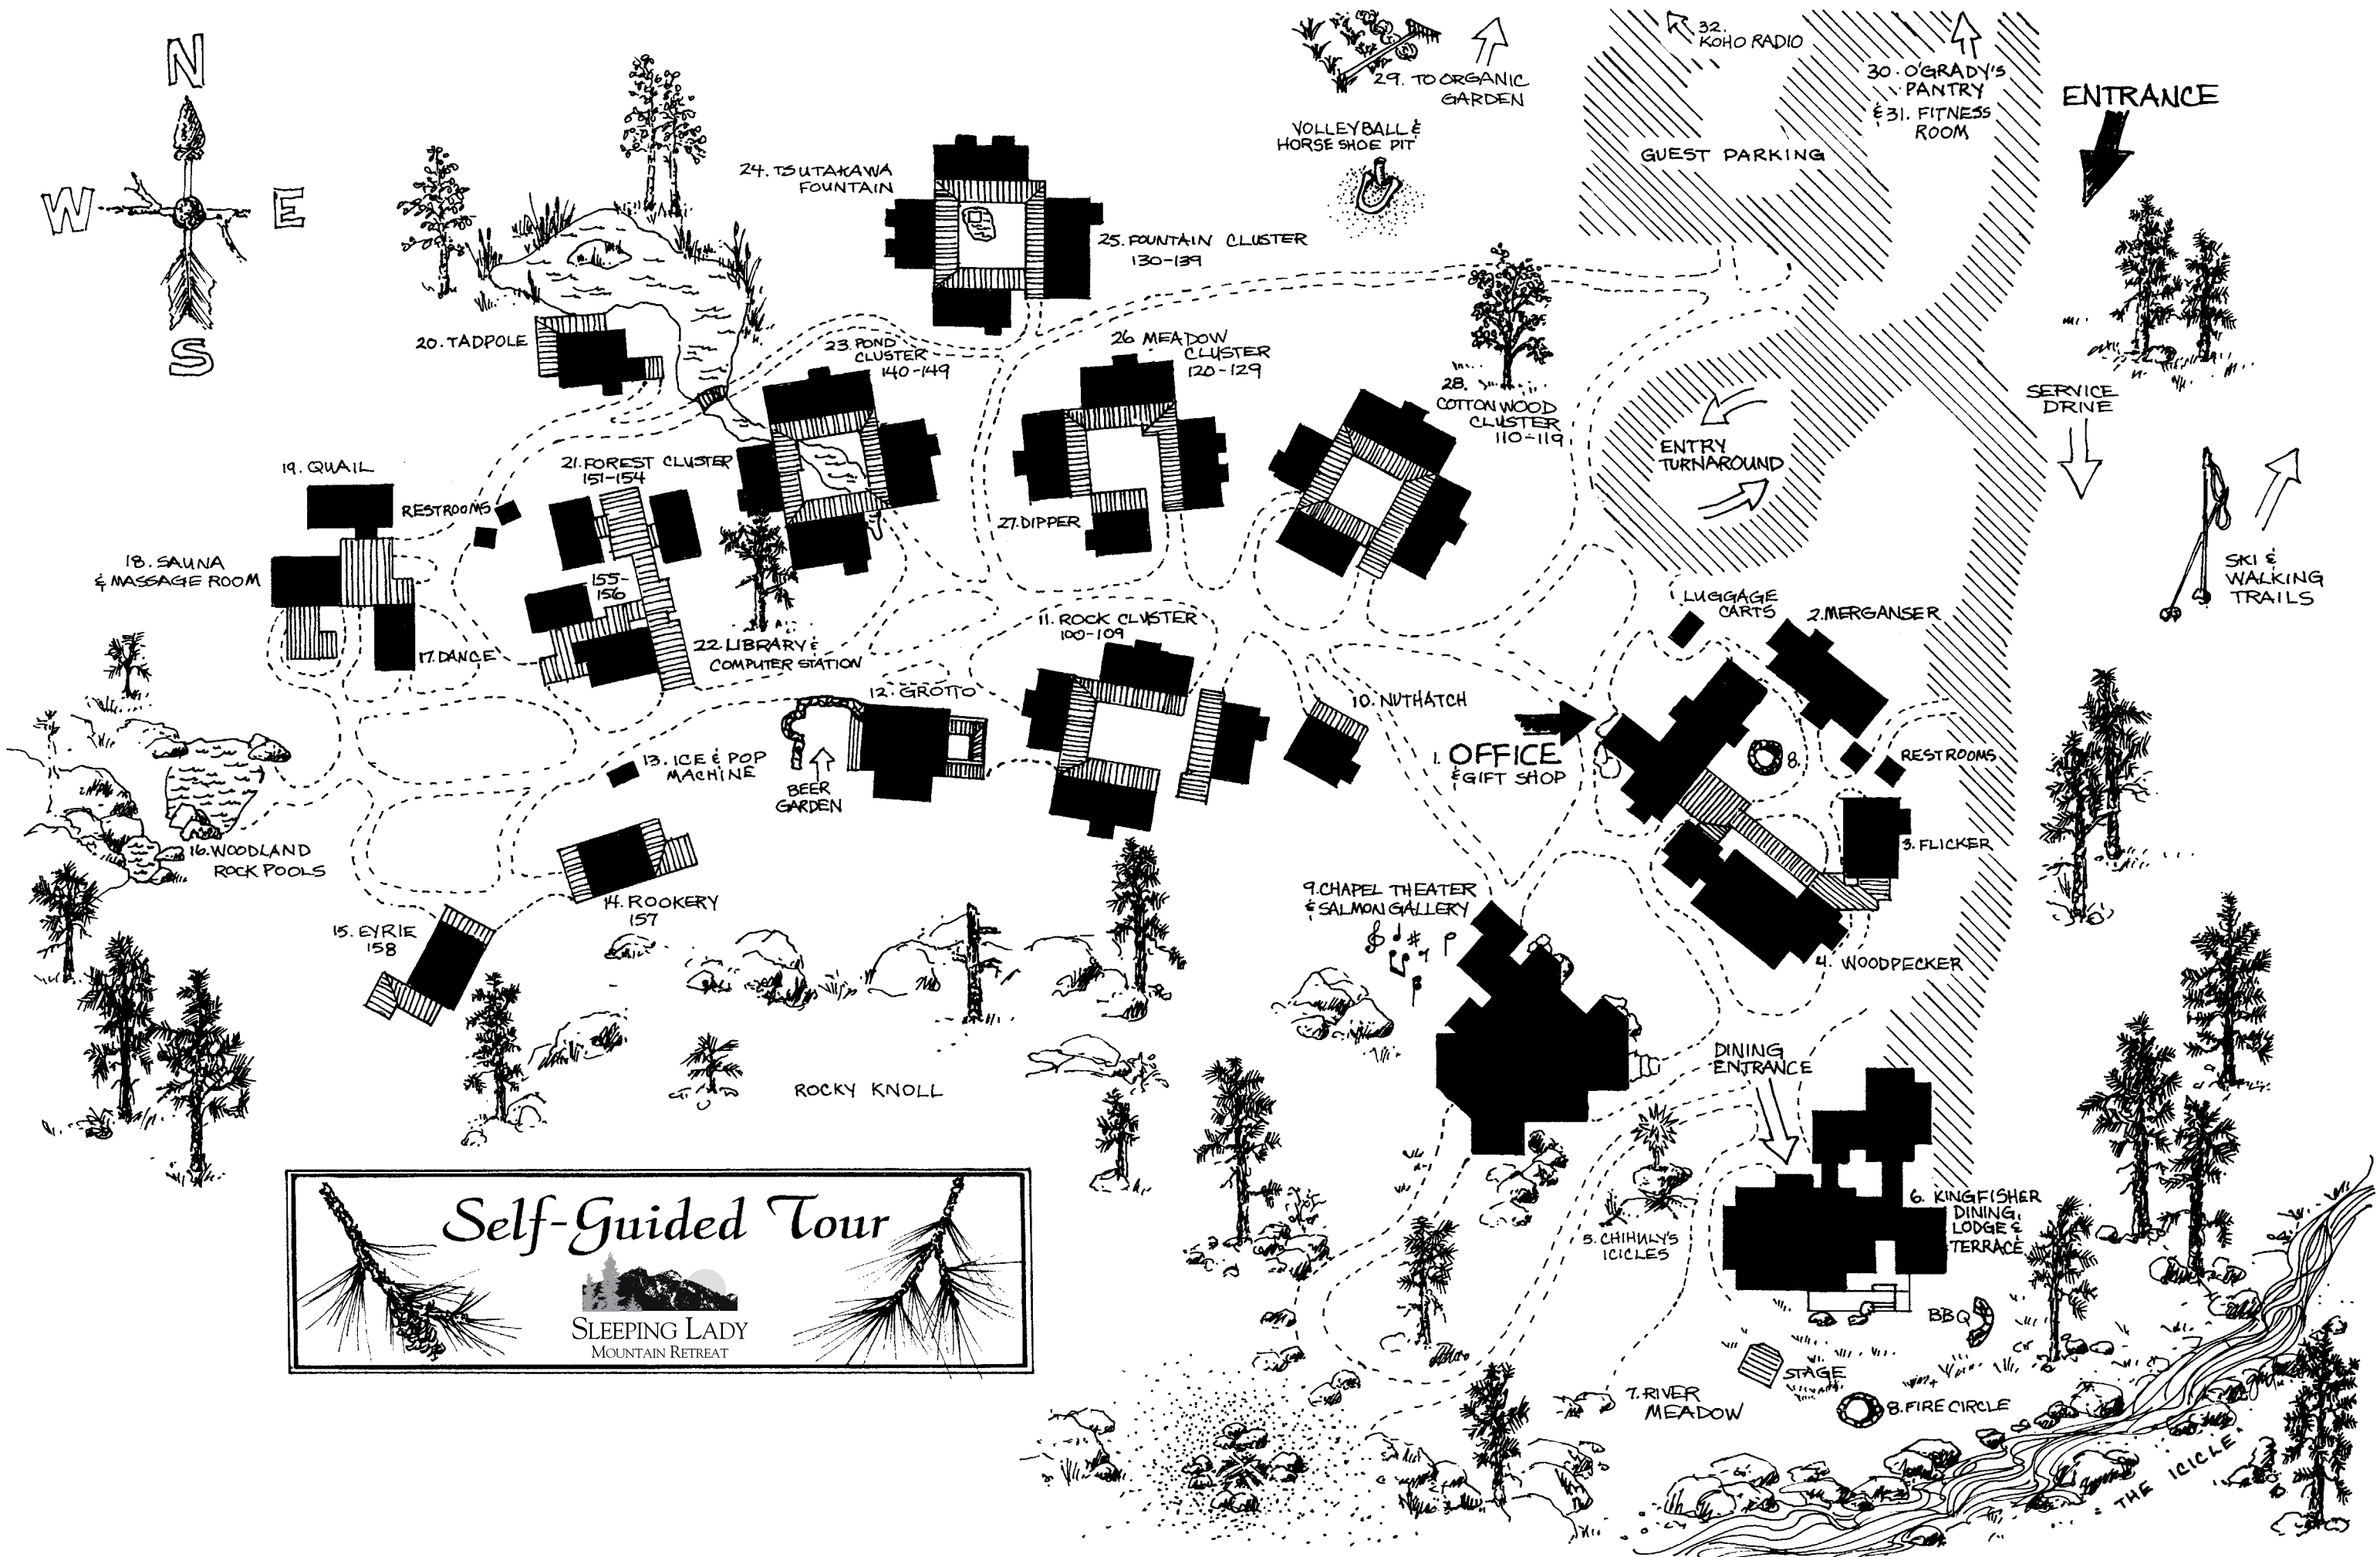 N
W
E
S
32.
KOHO RADIO
30. O'GRADY'S
PANTRY
& 31. FITNESS
ROOM
ENTRANCE
29. TO ORGANIC
GARDEN
VOLLEYBALL &
HORSE SHOE PIT
GUEST PARKING
24. TSUTAKAWA
FOUNTAIN
25. FOUNTAIN CLUSTER
130-139
20. TADPOLE
23. POND
CLUSTER
140-149
26 MEADOW
CLUSTER
120-129
28.
COTTONWOOD
CLUSTER
110-119
SERVICE
DRIVE
ENTRY
TURNAROUND
19. QUAIL
RESTROOMS
21. FOREST CLUSTER
151-154
27. DIPPER
18. SAUNA
& MASSAGE ROOM
155-
156
SKI &
WALKING
TRAILS
LUGGAGE
CARTS
2. MERGANSER
11. ROCK CLUSTER
100-109
17. DANCE
22. LIBRARY &
COMPUTER STATION
12. GROTTO
10. NUTHATCH
1. OFFICE
& GIFT SHOP
8.
RESTROOMS
13. ICE & POP
MACHINE
BEER
GARDEN
3. FLICKER
16. WOODLAND
ROCK POOLS
14. ROOKERY
157
9. CHAPEL THEATER
& SALMON GALLERY
15. EYRIE
158
4. WOODPECKER
DINING
ENTRANCE
ROCKY KNOLL
6. KINGFISHER
DINING,
LODGE &
TERRACE
5. CHIHULY'S
ICICLES
Self-Guided Tour
SLEEPING LADY
MOUNTAIN RETREAT
BBQ
STAGE
7. RIVER
MEADOW
8. FIRE CIRCLE
THE ICICLE